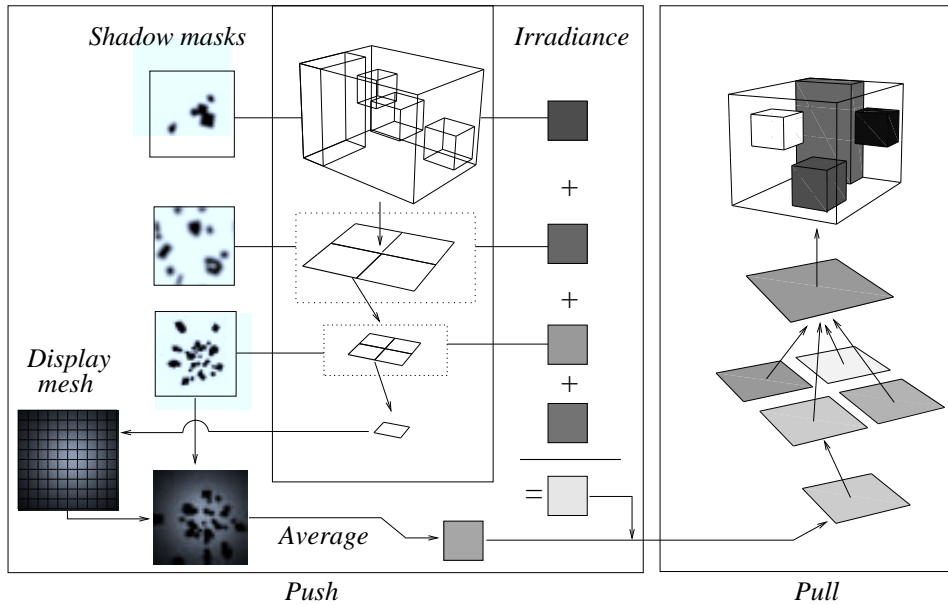 Shadow masks
Irradiance
+
+
+
Display
mesh
=
Average
Push
Pull